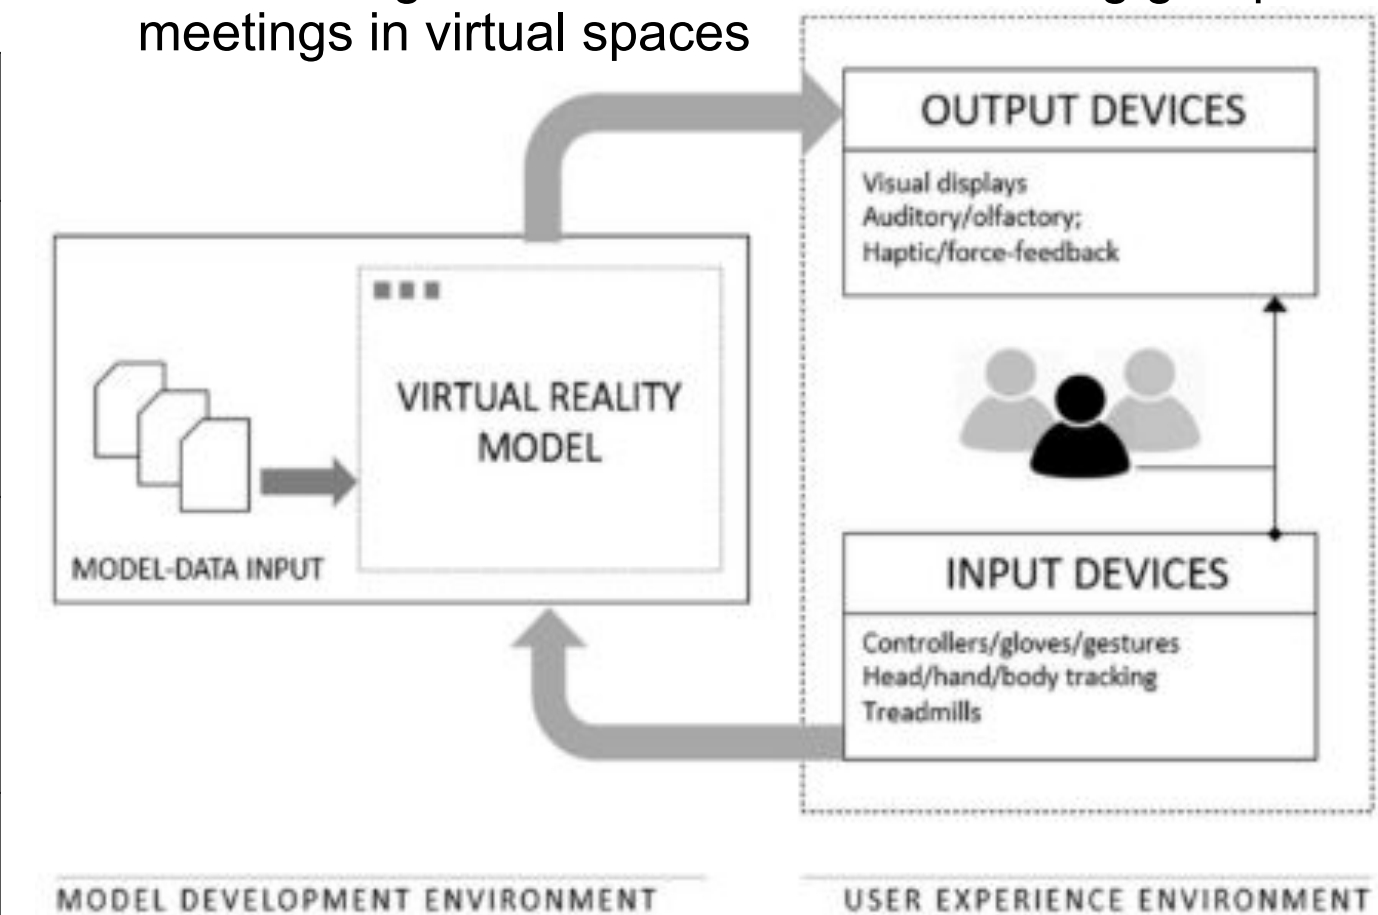 meetings in virtual spaces
OUTPUT DEVICES
Visual displays
Auditory/olfactory;
Haptic/force-feedback
VIRTUAL REALITY
MODEL
MODEL-DATA INPUT
INPUT DEVICES
Controllers/gloves/gestures
Head/hand/body tracking
Treadmills
MODEL DEVELOPMENT ENVIRONMENT
USER EXPERIENCE ENVIRONMENT